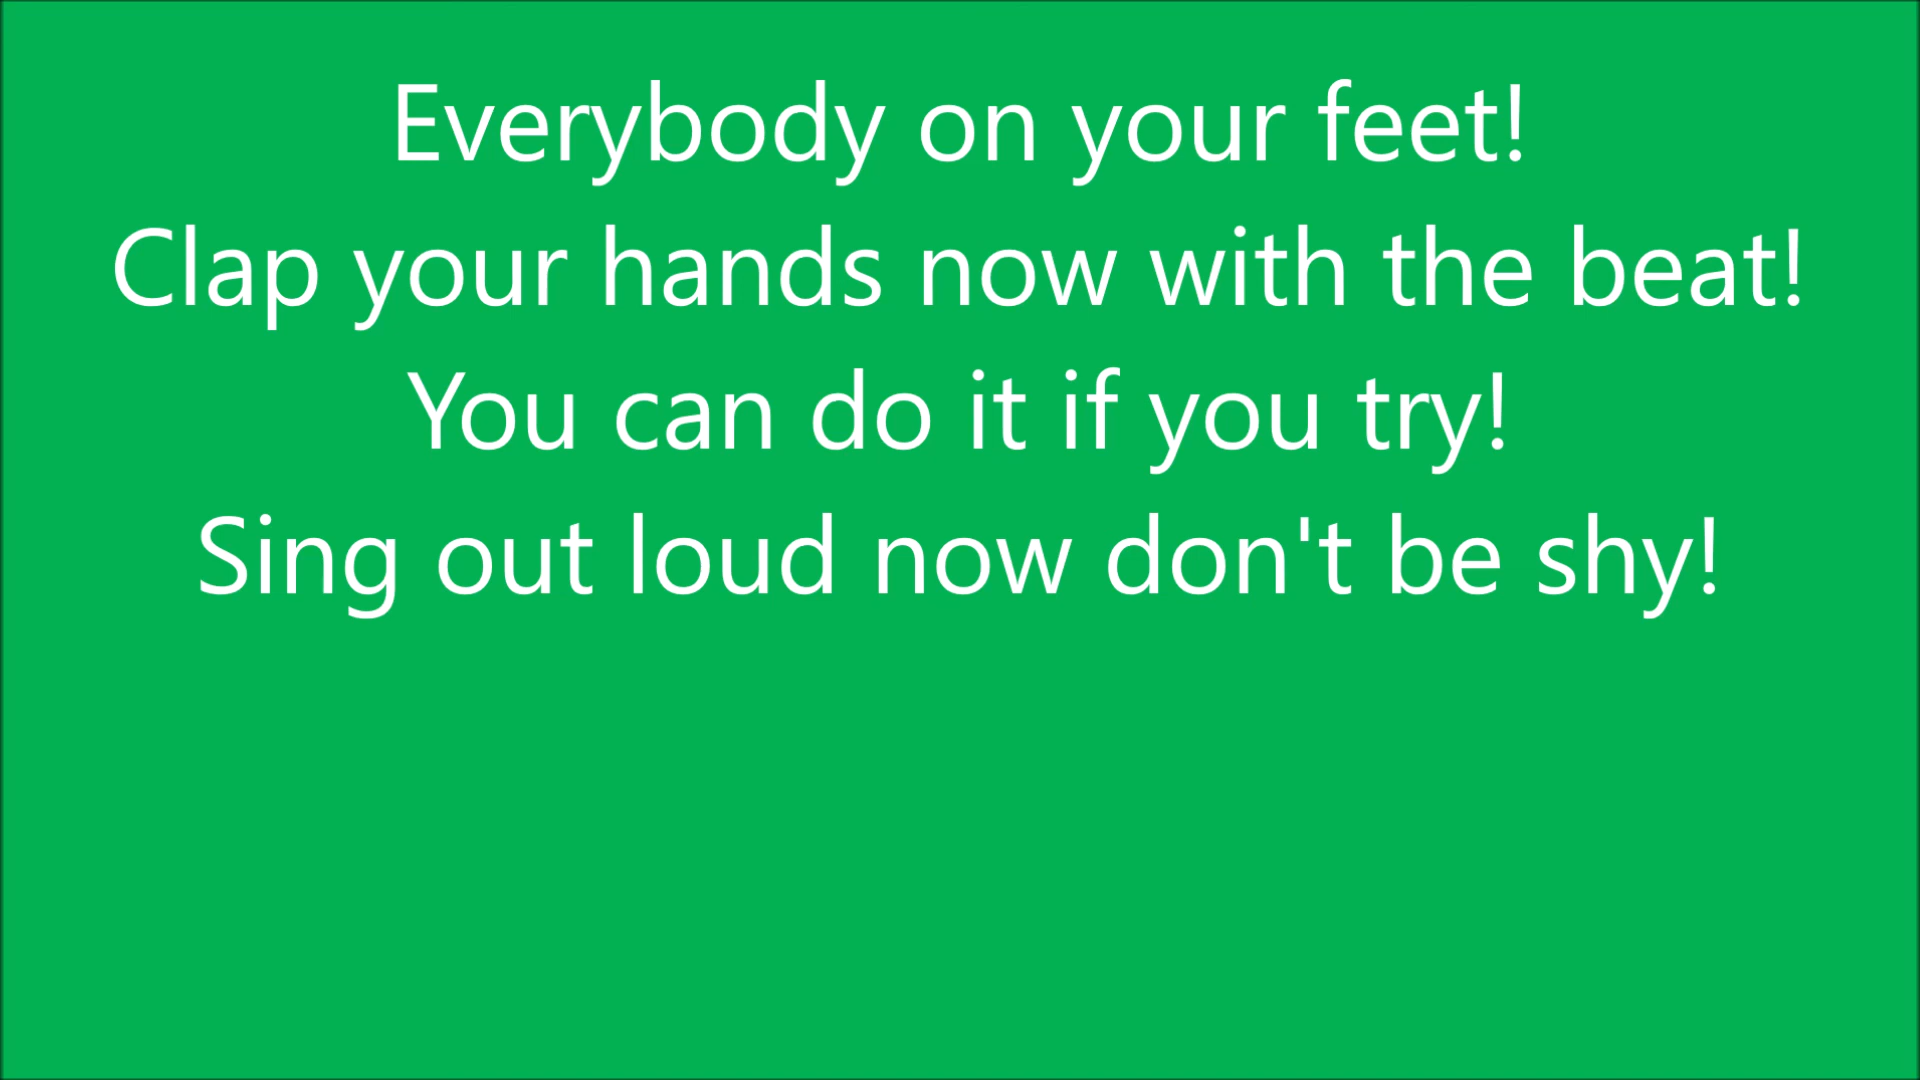 Everybody on your feet!
Clap your hands now with the beat!
You can do it if you try!
Sing out loud now don't be shy!